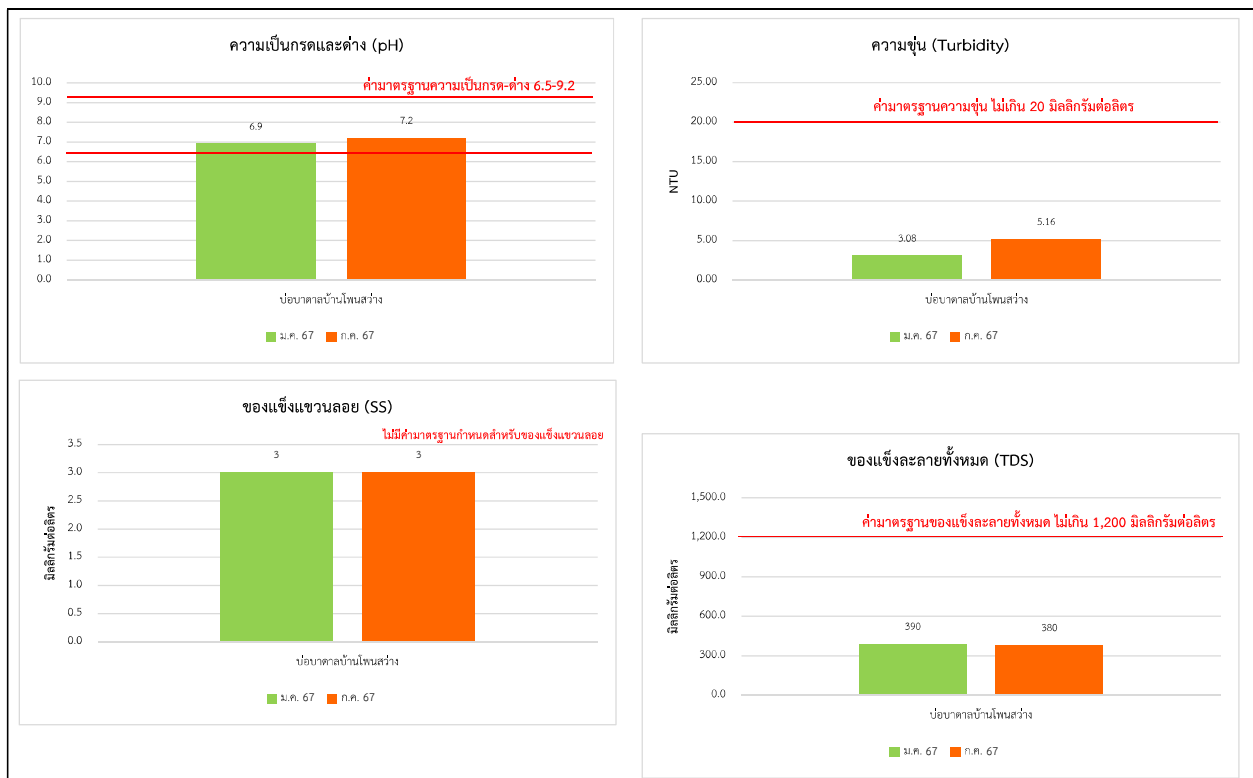 ความเป็นกรดและด่าง (pH)
ค่ามาตรฐานความเป็นกรด-ด่าง 6.5-9.2
10.0
9.0
8.0
7.0
6.0
5.0
4.0
3.0
2.0
1.0
0.0
6.9
7.2
บ่อบาดาลบ้านโพนสว่าง
ม.ค. 67 ก.ค. 67
ความขุ่น (Turbidity)
ค่ามาตรฐานความขุ่น ไม่เกิน 20 มิลลิกรัมต่อลิตร
NTU
25.00
20.00
15.00
10.00
5.00
0.00
3.08
5.16
บ่อบาดาลบ้านโพนสว่าง
ม.ค. 67 ก.ค. 67
ของแข็งแขวนลอย (SS)
ไม่มีค่ามาตรฐานกำหนดสำหรับของแข็งแขวนลอย
มิลลิกรัมต่อลิตร
3.5
3.0
2.5
2.0
1.5
1.0
0.5
0.0
3
3
บ่อบาดาลบ้านโพนสว่าง
ม.ค. 67 ก.ค. 67
ของแข็งละลายทั้งหมด (TDS)
ค่ามาตรฐานของแข็งละลายทั้งหมด ไม่เกิน 1,200 มิลลิกรัมต่อลิตร
มิลลิกรัมต่อลิตร
1,500.0
1,200.0
900.0
600.0
300.0
0.0
390
380
บ่อบาดาลบ้านโพนสว่าง
ม.ค. 67 ก.ค. 67